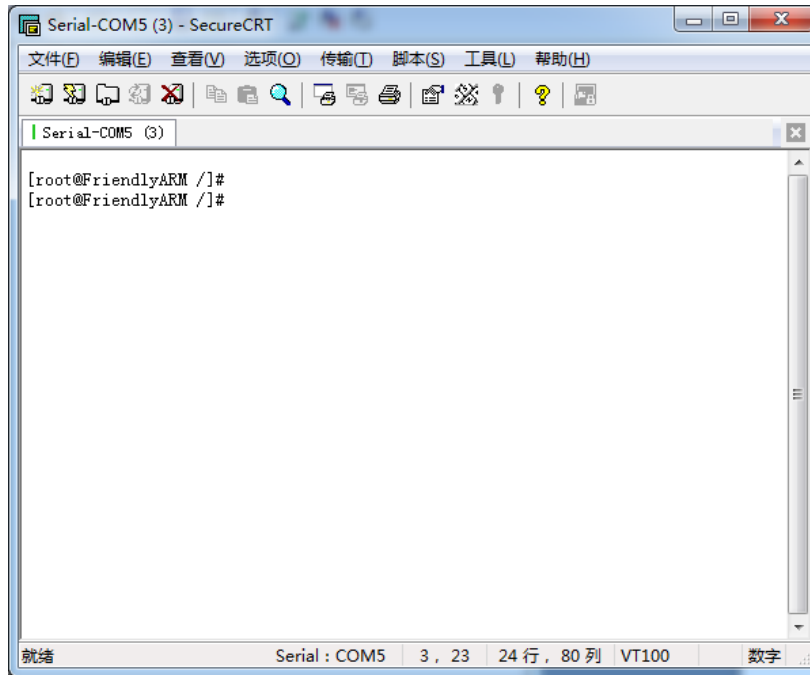 Serial-COM5 (3) - SecureCRT
文件(F) 编辑(E) 查看(V) 选项(O) 传输(T) 脚本(S) 工具(L) 帮助(H)
Serial-COM5 (3)
[root@FriendlyARM /]#
[root@FriendlyARM /]#
就绪 Serial : COM5 3 , 23 24 行 , 80 列 VT100 数字